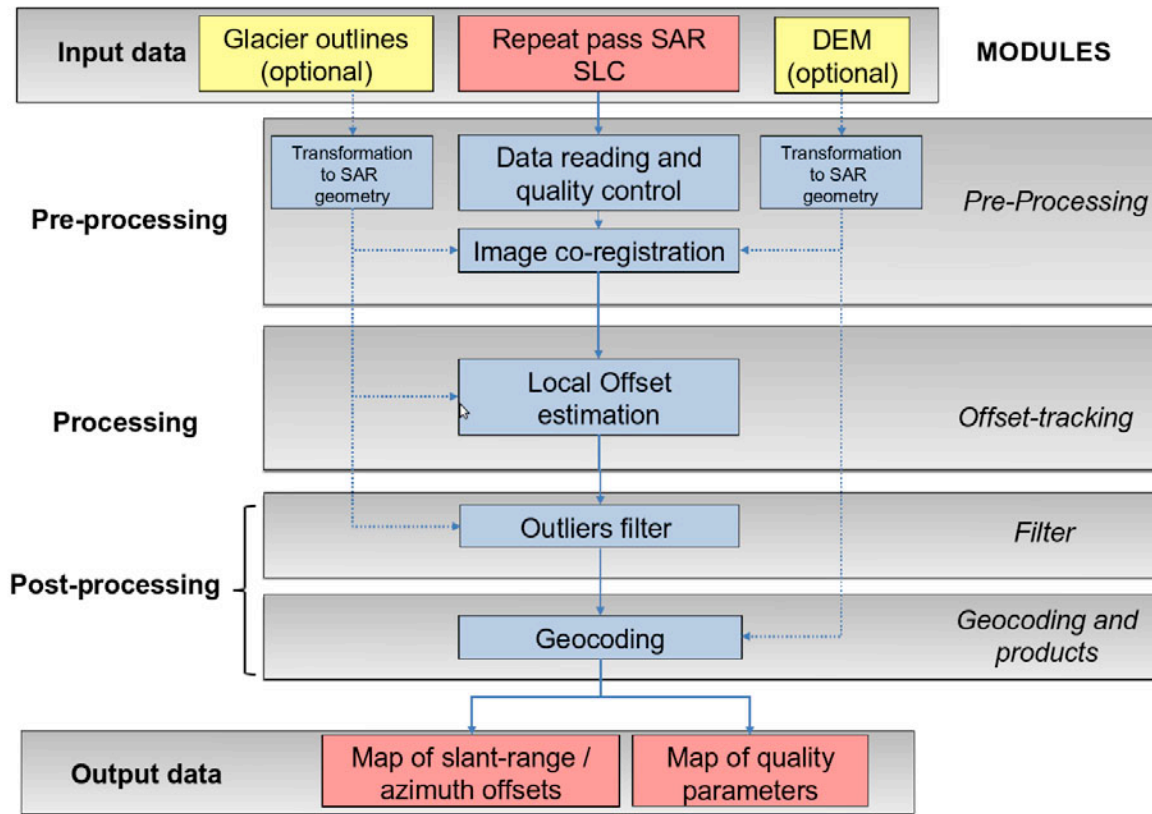 Input data
Glacier outlines
(optional)
Repeat pass SAR
SLC
DEM
(optional)
MODULES
Pre-processing
Transformation
to SAR
geometry
Data reading and
quality control
Transformation
to SAR
geometry
Pre-Processing
Image co-registration
Processing
Local Offset
estimation
Offset-tracking
Post-processing
Outliers filter
Filter
Geocoding
Geocoding and
products
Output data
Map of slant-range /
azimuth offsets
Map of quality
parameters